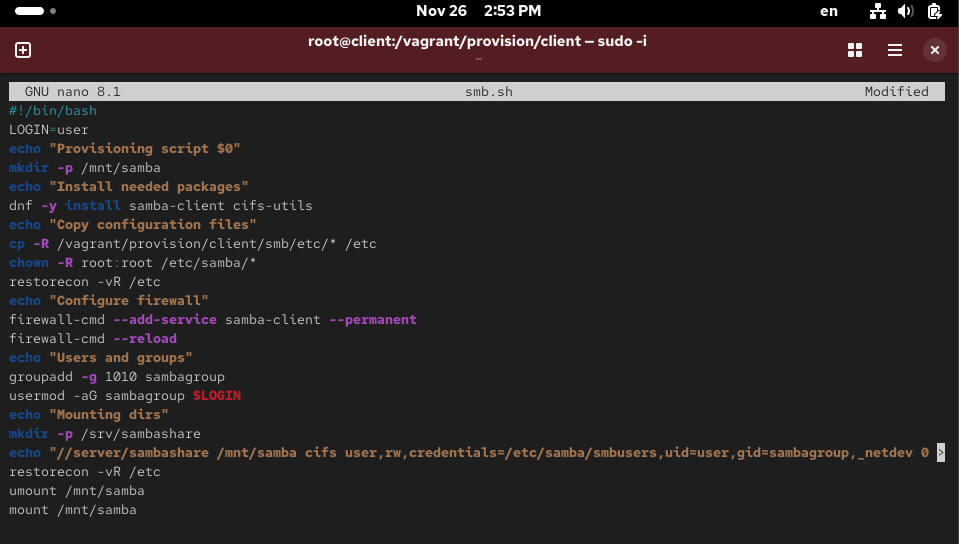 Nov 26 2:53 PM en
root@client:/vagrant/provision/client — sudo -i
~
GNU nano 8.1 smb.sh Modified
#!/bin/bash
LOGIN=user
echo "Provisioning script $0"
mkdir -p /mnt/samba
echo "Install needed packages"
dnf -y install samba-client cifs-utils
echo "Copy configuration files"
cp -R /vagrant/provision/client/smb/etc/* /etc
chown -R root:root /etc/samba/*
restorecon -vR /etc
echo "Configure firewall"
firewall-cmd --add-service samba-client --permanent
firewall-cmd --reload
echo "Users and groups"
groupadd -g 1010 sambagroup
usermod -aG sambagroup $LOGIN
echo "Mounting dirs"
mkdir -p /srv/sambashare
echo "//server/sambashare /mnt/samba cifs user,rw,credentials=/etc/samba/smbusers,uid=user,gid=sambagroup,_netdev 0 >
restorecon -vR /etc
umount /mnt/samba
mount /mnt/samba